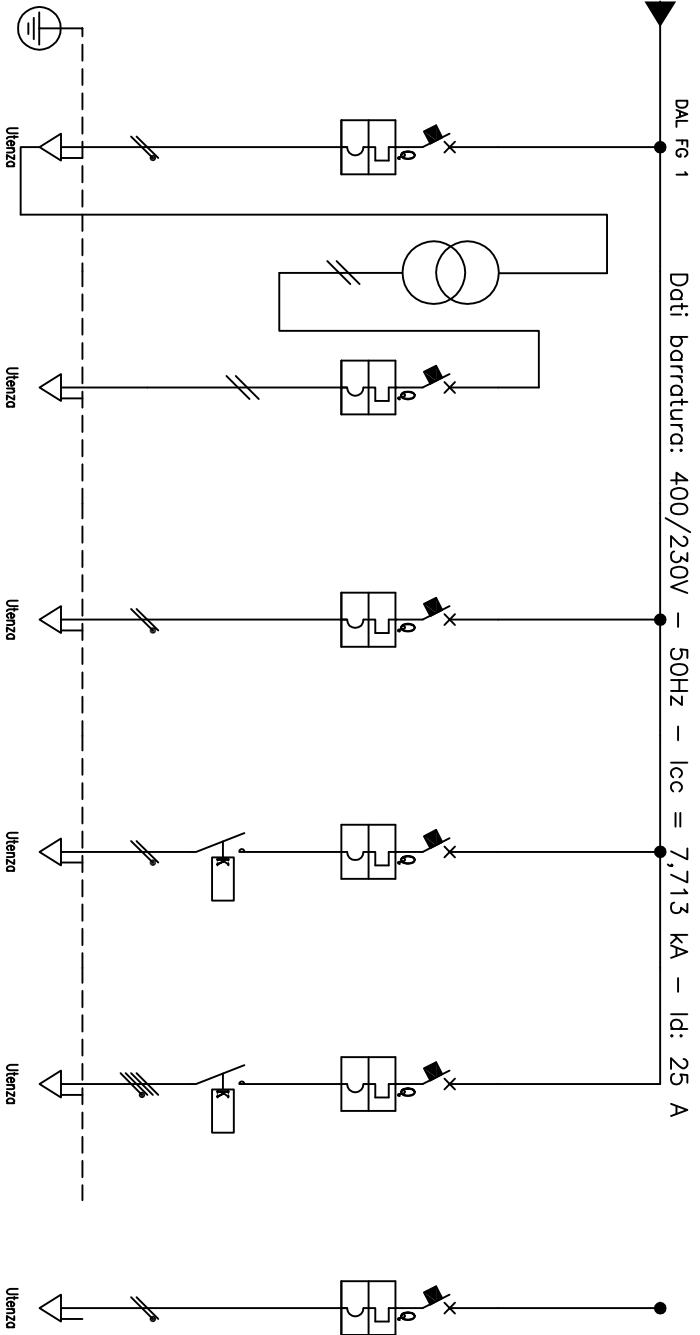 DAL FG 1
Dati barratura: 400/230V – 50Hz – Icc = 7,713 kA – Id: 25 A
Utenza
Utenza
Utenza
Utenza
Utenza
Utenza